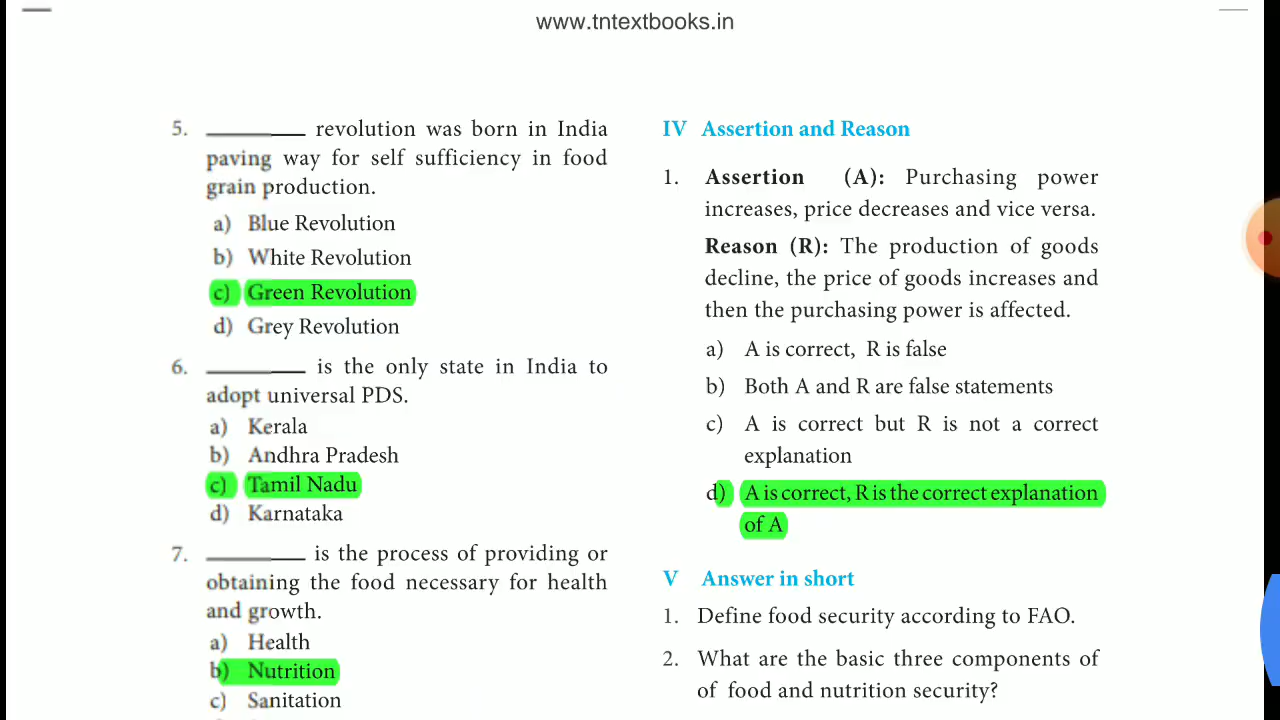 www.tntextbooks.in
5. ________ revolution was born in India
paving way for self sufficiency in food
grain production.
a) Blue Revolution
b) White Revolution
c) Green Revolution
d) Grey Revolution
6. ________ is the only state in India to
adopt universal PDS.
a) Kerala
b) Andhra Pradesh
c) Tamil Nadu
d) Karnataka
7. ________ is the process of providing or
obtaining the food necessary for health
and growth.
a) Health
b) Nutrition
c) Sanitation
IV Assertion and Reason
1. Assertion (A): Purchasing power
increases, price decreases and vice versa.
Reason (R): The production of goods
decline, the price of goods increases and
then the purchasing power is affected.
a) A is correct, R is false
b) Both A and R are false statements
c) A is correct but R is not a correct
explanation
d) A is correct, R is the correct explanation
of A
V Answer in short
1. Define food security according to FAO.
2. What are the basic three components of
of food and nutrition security?